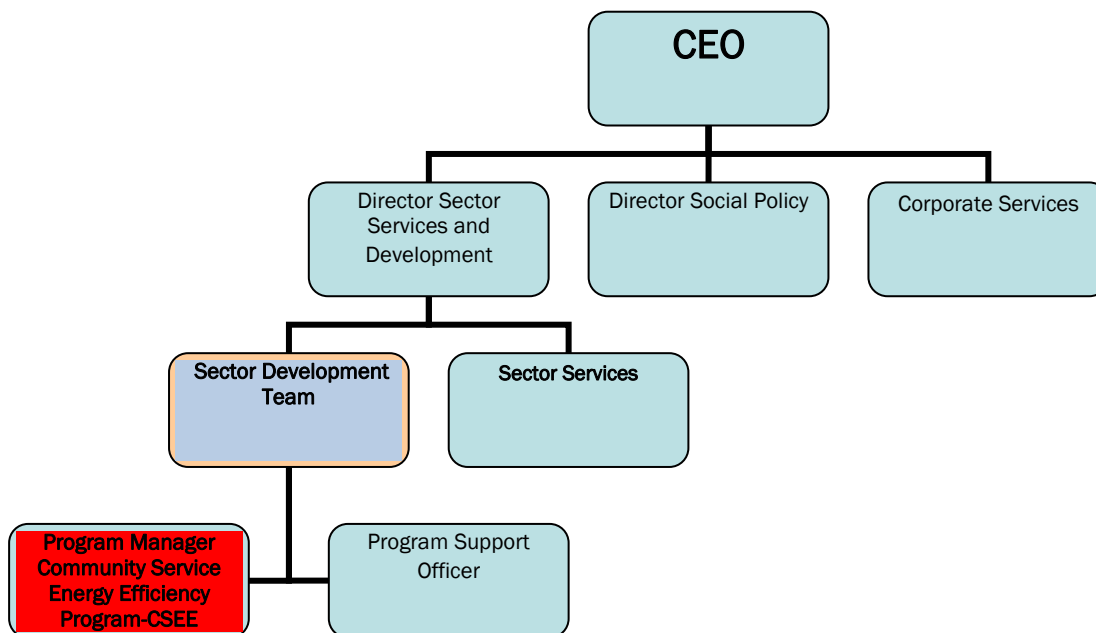 CEO
Director Sector
Services and
Development
Director Social Policy
Corporate Services
Sector Development
Team
Sector Services
Program Manager
Community Service
Energy Efficiency
Program-CSEE
Program Support
Officer